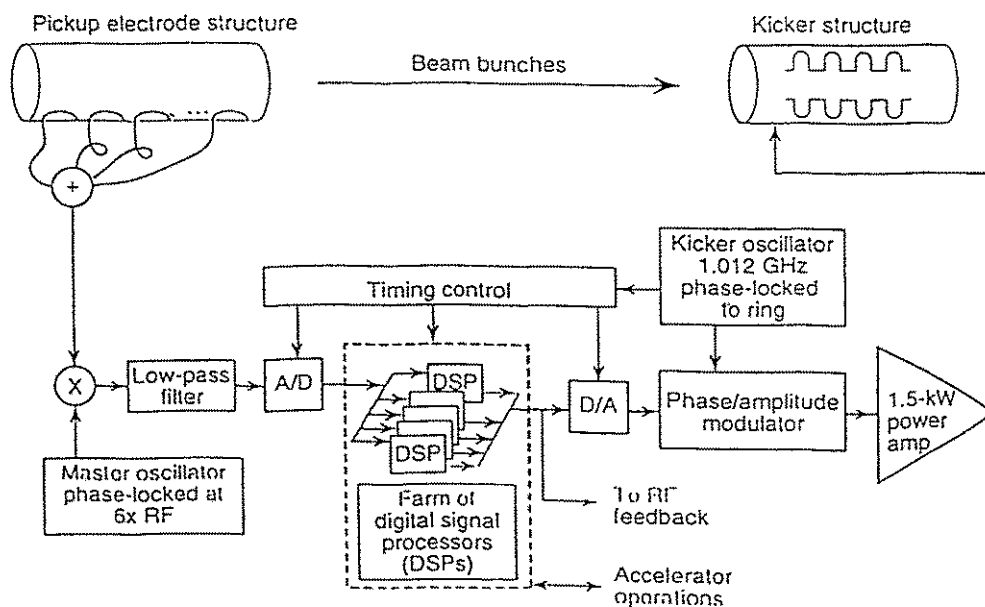 Pickup electrode structure
Kicker structure
Beam bunches
+
Kicker oscillator
1.012 GHz
phase-locked
to ring
Timing control
X
Low-pass
filter
A/D
DSP
DSP
D/A
Phase/amplitude
modulator
1.5-kW
power
amp
Master oscillator
phase-locked at
6x RF
Farm of
digital signal
processors
(DSPs)
To RF
feedback
Accelerator
operations